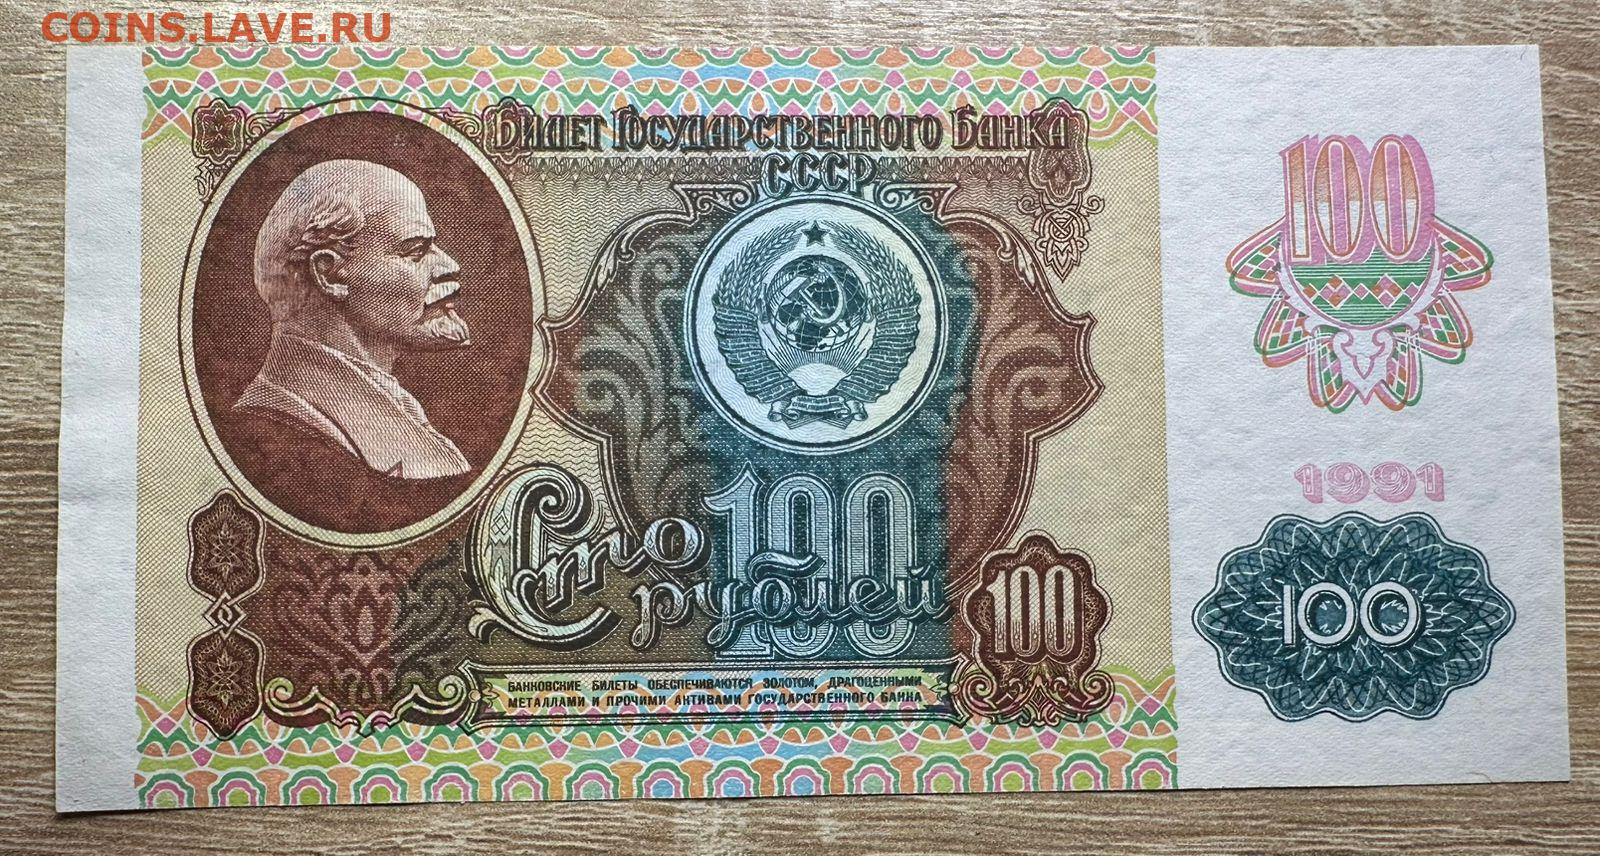 COINS.LAVE.RU
Билет Государственного Банка
СССР
100
1991
100
Сто
рублей
100
100
100
БАНКОВСКИЕ БИЛЕТЫ ОБЕСПЕЧИВАЮТСЯ ЗОЛОТОМ, ДРАГОЦЕННЫМИ
МЕТАЛЛАМИ И ПРОЧИМИ АКТИВАМИ ГОСУДАРСТВЕННОГО БАНКА